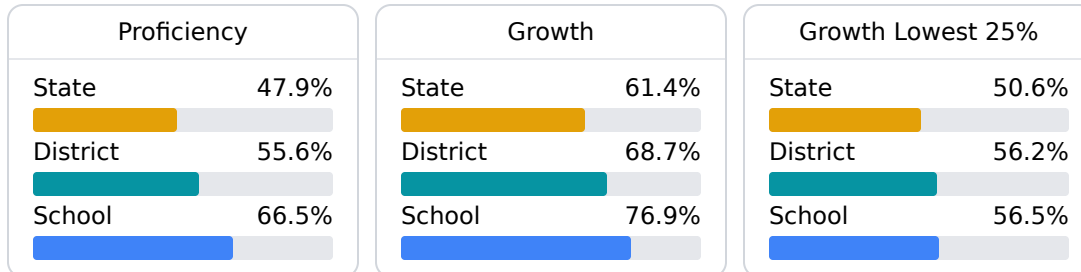 Proficiency
State 47.9%
District 55.6%
School 66.5%
Growth
State 61.4%
District 68.7%
School 76.9%
Growth Lowest 25%
State 50.6%
District 56.2%
School 56.5%